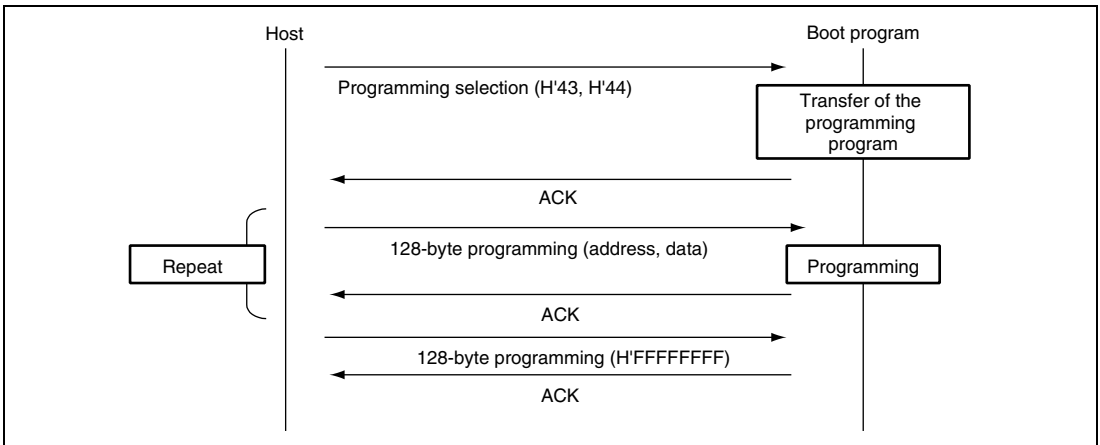 Host
Boot program
Programming selection (H'43, H'44)
Transfer of the
programming
program
ACK
128-byte programming (address, data)
Repeat
Programming
ACK
128-byte programming (H'FFFFFFFF)
ACK